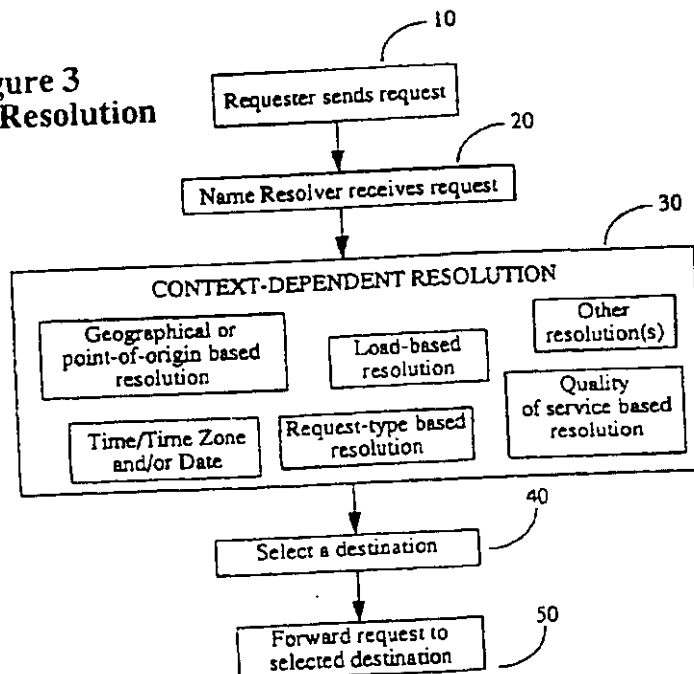 gure 3
Resolution
10
Requester sends request
20
Name Resolver receives request
30
CONTEXT-DEPENDENT RESOLUTION
Geographical or
point-of-origin based
resolution
Load-based
resolution
Other
resolution(s)
Time/Time Zone
and/or Date
Request-type based
resolution
Quality
of service based
resolution
40
Select a destination
50
Forward request to
selected destination